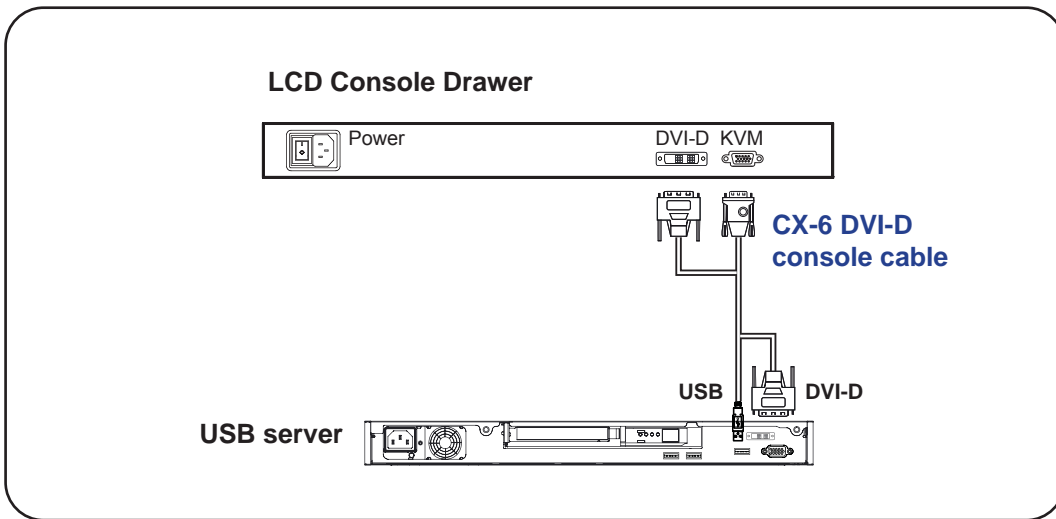 LCD Console Drawer
Power
DVI-D KVM
CX-6 DVI-D
console cable
USB
DVI-D
USB server